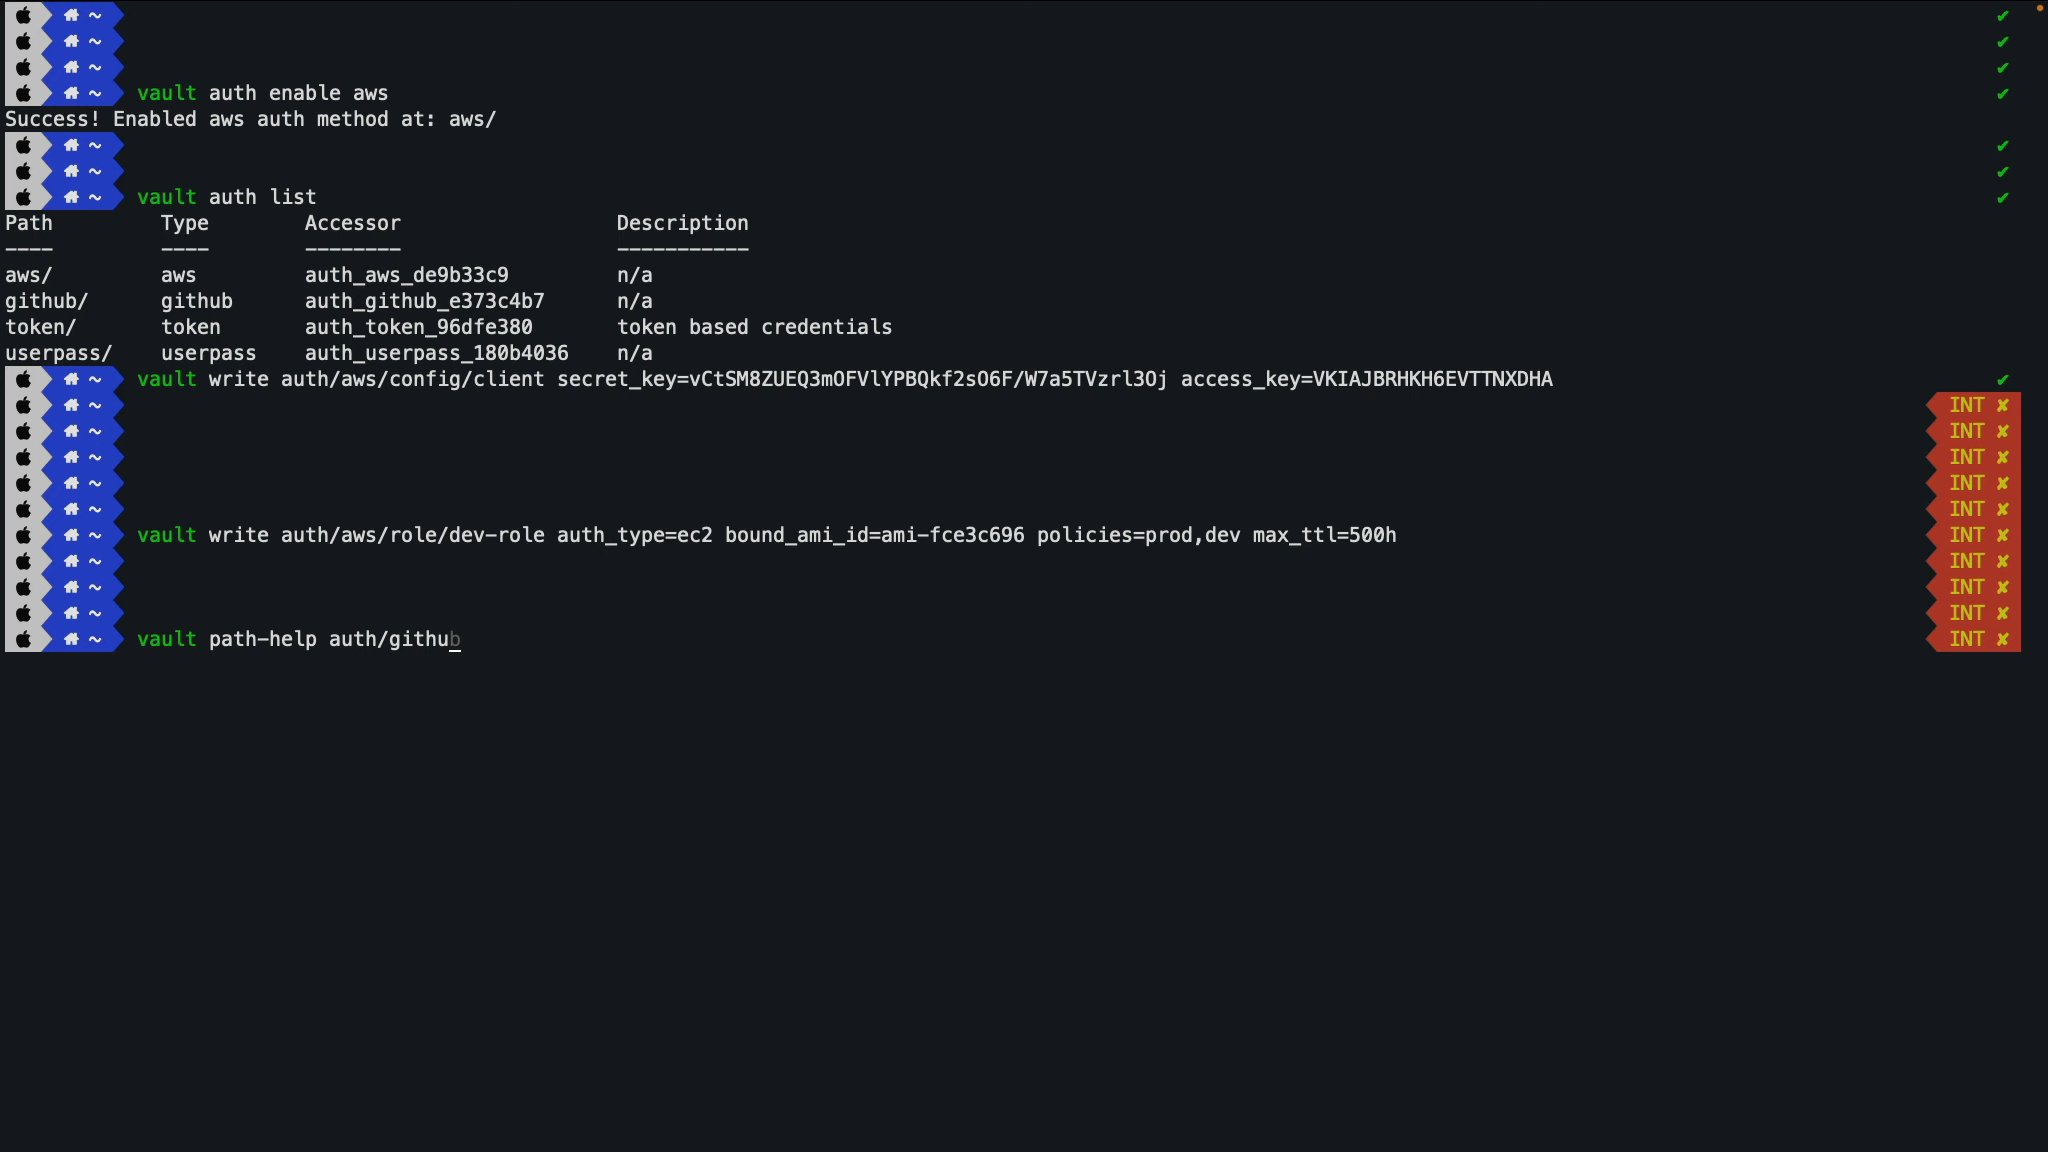 ~
~
~
~ vault auth enable aws
Success! Enabled aws auth method at: aws/
~
~
~ vault auth list
Path Type Accessor Description
---- ---- -------- -----------
aws/ aws auth_aws_de9b33c9 n/a
github/ github auth_github_e373c4b7 n/a
token/ token auth_token_96dfe380 token based credentials
userpass/ userpass auth_userpass_180b4036 n/a
~ vault write auth/aws/config/client secret_key=vCtSM8ZUEQ3mOFVlYPBQkf2sO6F/W7a5TVzrl3Oj access_key=VKIAJBRHKH6EVTTNXDHA
~ INT ✘
~ INT ✘
~ INT ✘
~ INT ✘
~ INT ✘
~ vault write auth/aws/role/dev-role auth_type=ec2 bound_ami_id=ami-fce3c696 policies=prod,dev max_ttl=500h INT ✘
~ INT ✘
~ INT ✘
~ INT ✘
~ vault path-help auth/github INT ✘